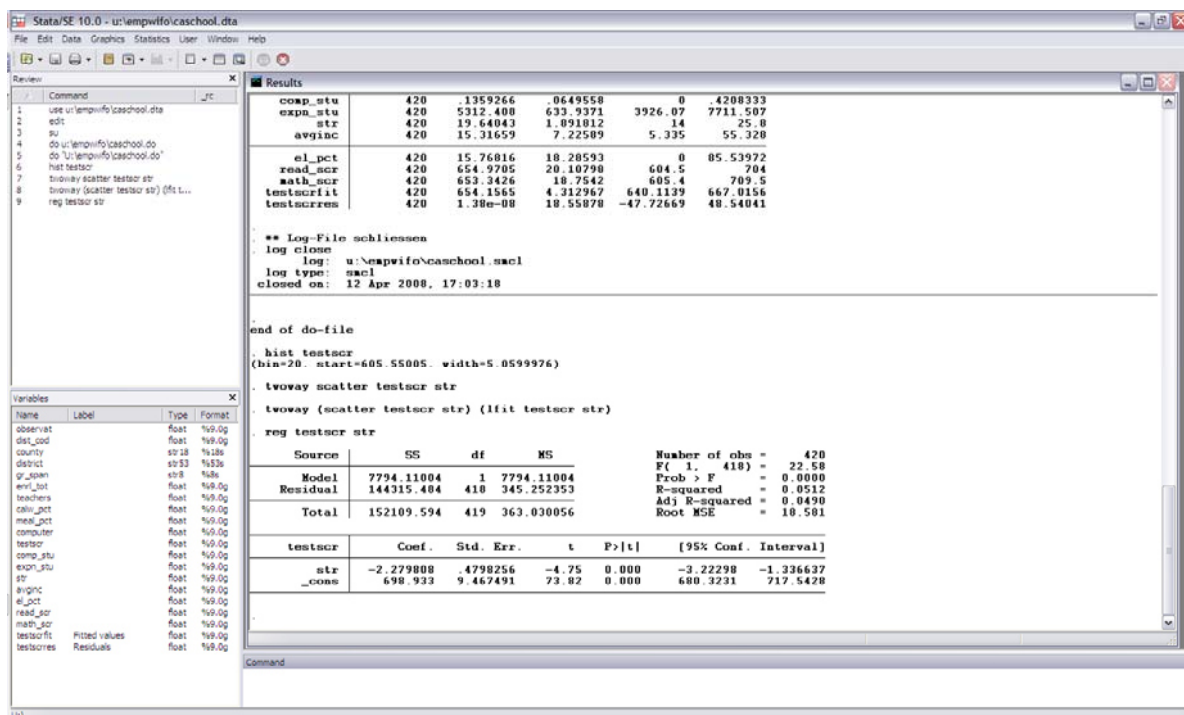 Stata/SE 10.0 - u:\empwifo\caschool.dta
File Edit Data Graphics Statistics User Window Help
Review
Command _rc
1 use u:\empwifo\caschool.dta
2 edit
3 su
4 do u:\empwifo\caschool.do
5 do "U:\empwifo\caschool.do"
6 hist testscr
7 twoway scatter testscr str
8 twoway (scatter testscr str) (lfit t...
9 reg testscr str
Variables
Name Label Type Format
observat float %9.0g
dist_cod float %9.0g
county str18 %18s
district str53 %53s
gr_span str8 %8s
enrl_tot float %9.0g
teachers float %9.0g
calw_pct float %9.0g
meal_pct float %9.0g
computer float %9.0g
testscr float %9.0g
comp_stu float %9.0g
expn_stu float %9.0g
str float %9.0g
avginc float %9.0g
el_pct float %9.0g
read_scr float %9.0g
math_scr float %9.0g
testscrfit Fitted values float %9.0g
testscrres Residuals float %9.0g
Results
comp_stu 420 .1359266 .0649558 0 .4208333
expn_stu 420 5312.408 633.9371 3926.07 7711.507
str 420 19.64043 1.891812 14 25.8
avginc 420 15.31659 7.22589 5.335 55.328
el_pct 420 15.76816 18.28593 0 85.53972
read_scr 420 654.9705 20.10798 604.5 704
math_scr 420 653.3426 18.7542 605.4 709.5
testscrfit 420 654.1565 4.312967 640.1139 667.0156
testscrres 420 1.38e-08 18.55878 -47.72669 48.54041
.
. ** Log-File schliessen
. log close
log: u:\empwifo\caschool.smcl
log type: smcl
closed on: 12 Apr 2008, 17:03:18
.
end of do-file
. hist testscr
(bin=20, start=605.55005, width=5.0599976)
. twoway scatter testscr str
. twoway (scatter testscr str) (lfit testscr str)
. reg testscr str
Source SS df MS Number of obs = 420
F( 1, 418) = 22.58
Model 7794.11004 1 7794.11004 Prob > F = 0.0000
Residual 144315.484 418 345.252353 R-squared = 0.0512
Adj R-squared = 0.0490
Total 152109.594 419 363.030056 Root MSE = 18.581
testscr Coef. Std. Err. t P>|t| [95% Conf. Interval]
str -2.279808 .4798256 -4.75 0.000 -3.22298 -1.336637
_cons 698.933 9.467491 73.82 0.000 680.3231 717.5428
.
Command